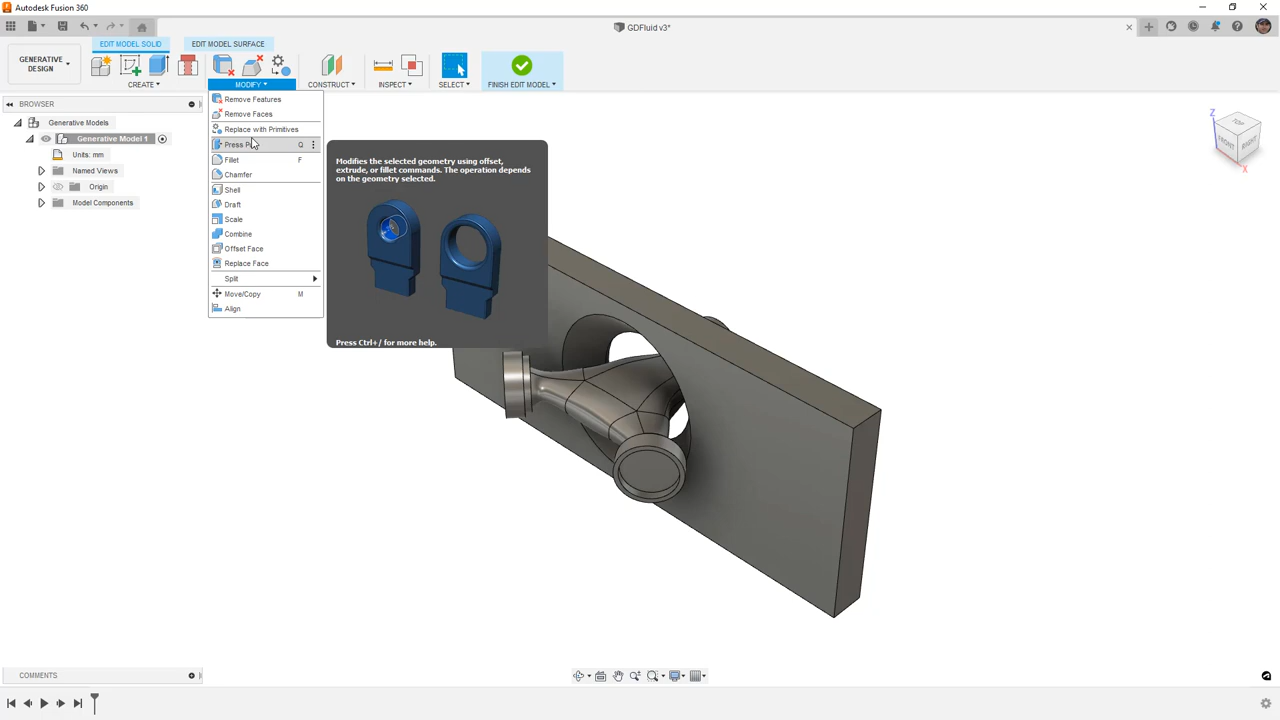 Autodesk Fusion 360
GDFluid v3*
EDIT MODEL SOLID
EDIT MODEL SURFACE
GENERATIVE
DESIGN
CREATE
MODIFY
CONSTRUCT
INSPECT
SELECT
FINISH EDIT MODEL
BROWSER
Generative Models
Generative Model 1
Units: mm
Named Views
Origin
Model Components
Remove Features
Remove Faces
Replace with Primitives
Press Q
Fillet F
Chamfer
Shell
Draft
Scale
Combine
Offset Face
Replace Face
Split
Move/Copy M
Align
Modifies the selected geometry using offset,
extrude, or fillet commands. The operation depends
on the geometry selected.
Press Ctrl+/ for more help.
Z
TOP
FRONT
RIGHT
X
COMMENTS